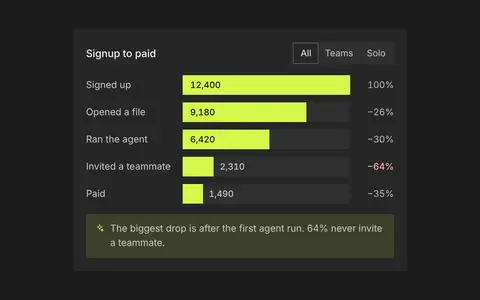 Signup to paid
All Teams Solo
Signed up 12,400 100%
Opened a file 9,180 −26%
Ran the agent 6,420 −30%
Invited a teammate 2,310 −64%
Paid 1,490 −35%
The biggest drop is after the first agent run. 64% never invite
a teammate.